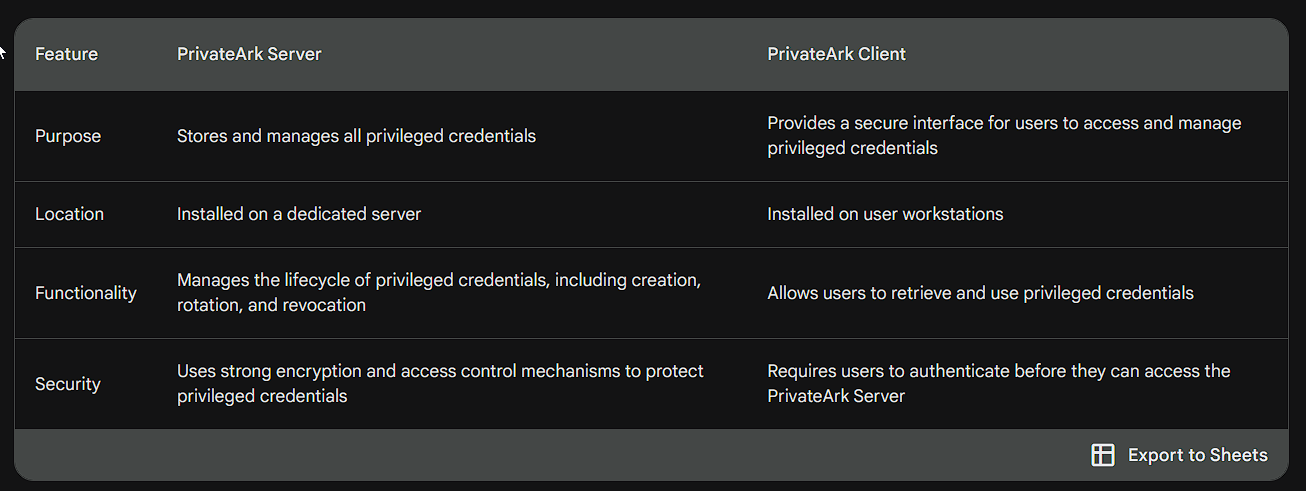 Feature PrivateArk Server PrivateArk Client
Purpose Stores and manages all privileged credentials Provides a secure interface for users to access and manage
privileged credentials
Location Installed on a dedicated server Installed on user workstations
Functionality Manages the lifecycle of privileged credentials, including creation,
rotation, and revocation Allows users to retrieve and use privileged credentials
Security Uses strong encryption and access control mechanisms to protect
privileged credentials Requires users to authenticate before they can access the
PrivateArk Server
Export to Sheets